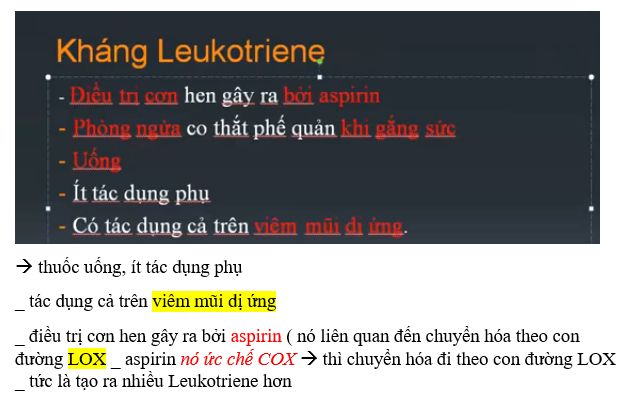 Kháng Leukotriene
- Điều trị cơn hen gây ra bởi aspirin
- Phòng ngừa co thắt phế quản khi gắng sức
- Uống
- Ít tác dụng phụ
- Có tác dụng cả trên viêm mũi dị ứng.
→ thuốc uống, ít tác dụng phụ
_ tác dụng cả trên viêm mũi dị ứng
_ điều trị cơn hen gây ra bởi aspirin ( nó liên quan đến chuyển hóa theo con
đường LOX _ aspirin nó ức chế COX → thì chuyển hóa đi theo con đường LOX
_ tức là tạo ra nhiều Leukotriene hơn